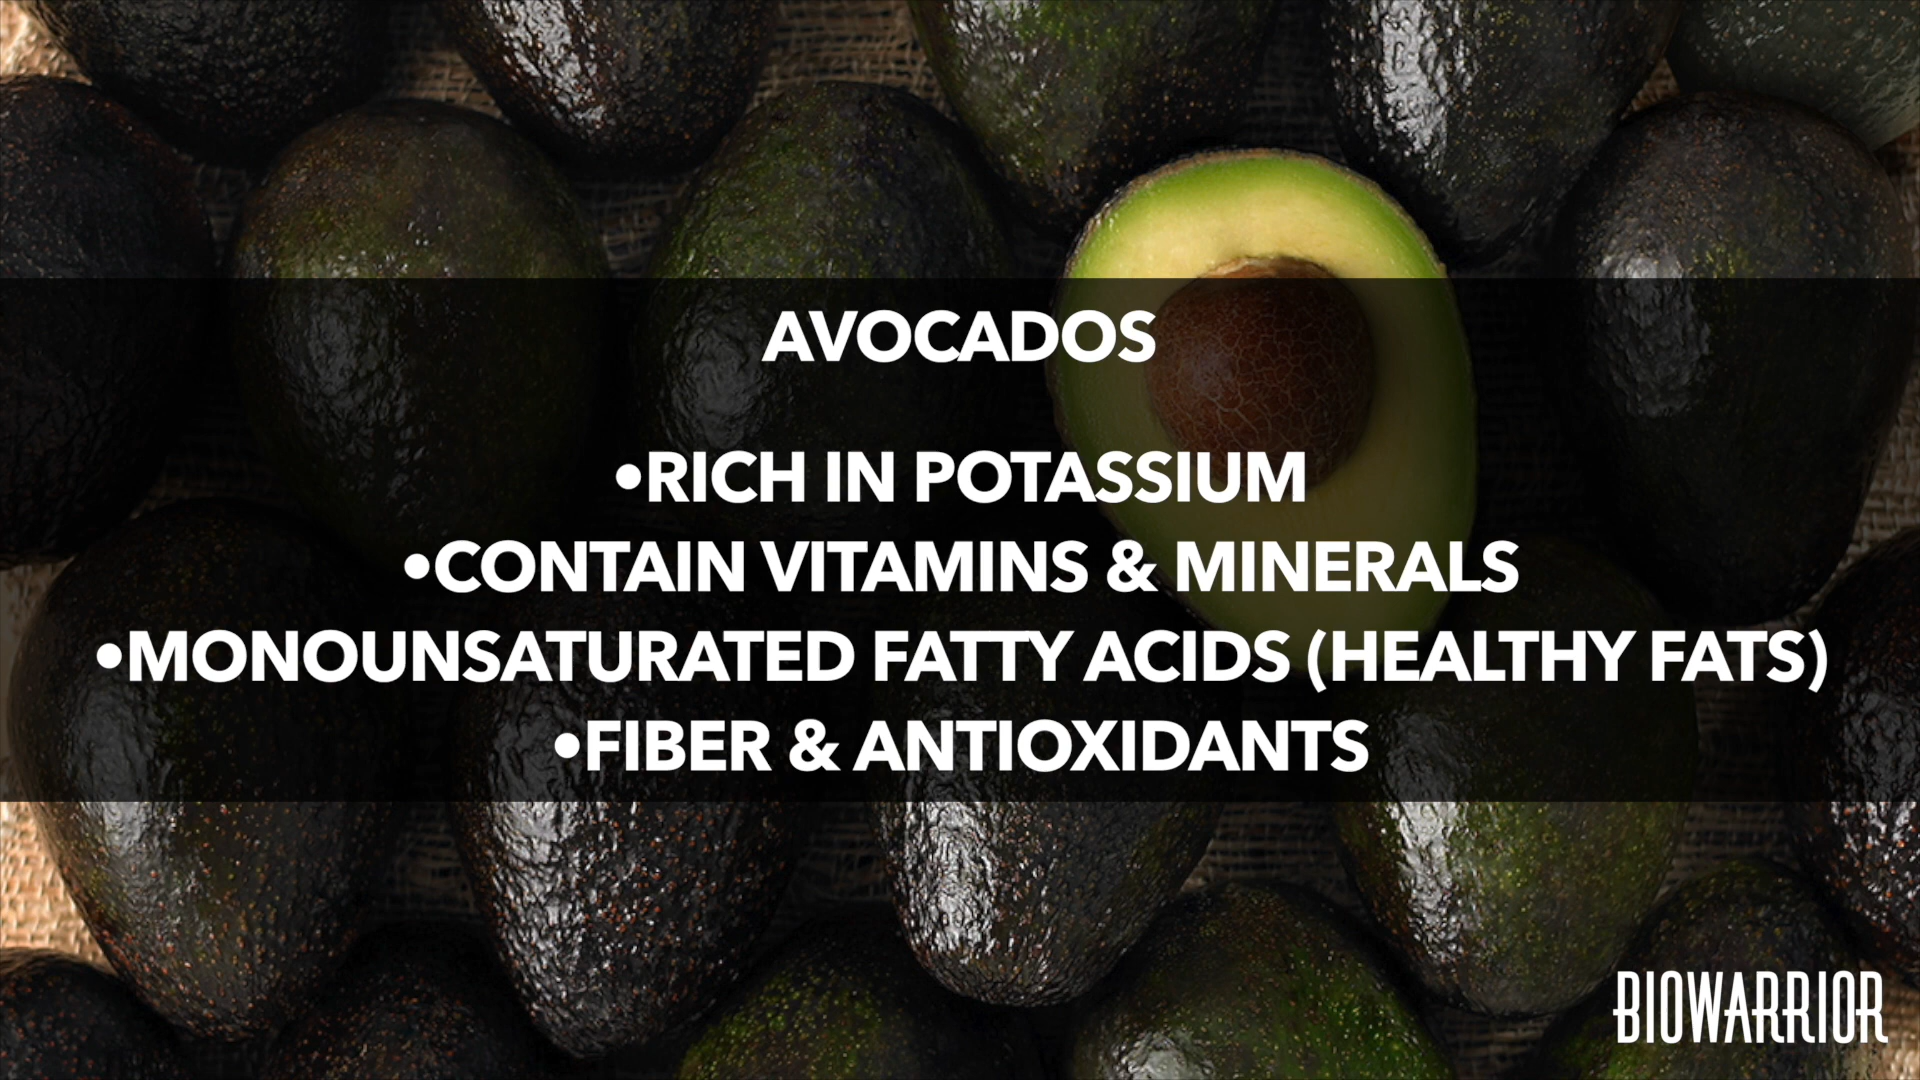 AVOCADOS
•RICH IN POTASSIUM
•CONTAIN VITAMINS & MINERALS
•MONOUNSATURATED FATTY ACIDS (HEALTHY FATS)
•FIBER & ANTIOXIDANTS
BIOWARRIOR